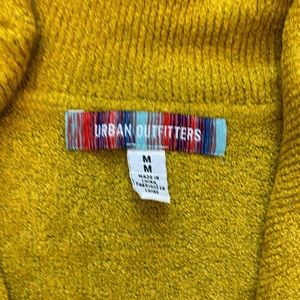 URBAN OUTFITTERS
M
M
MADE IN
CHINA
FABRIQUÉ EN
CHINE